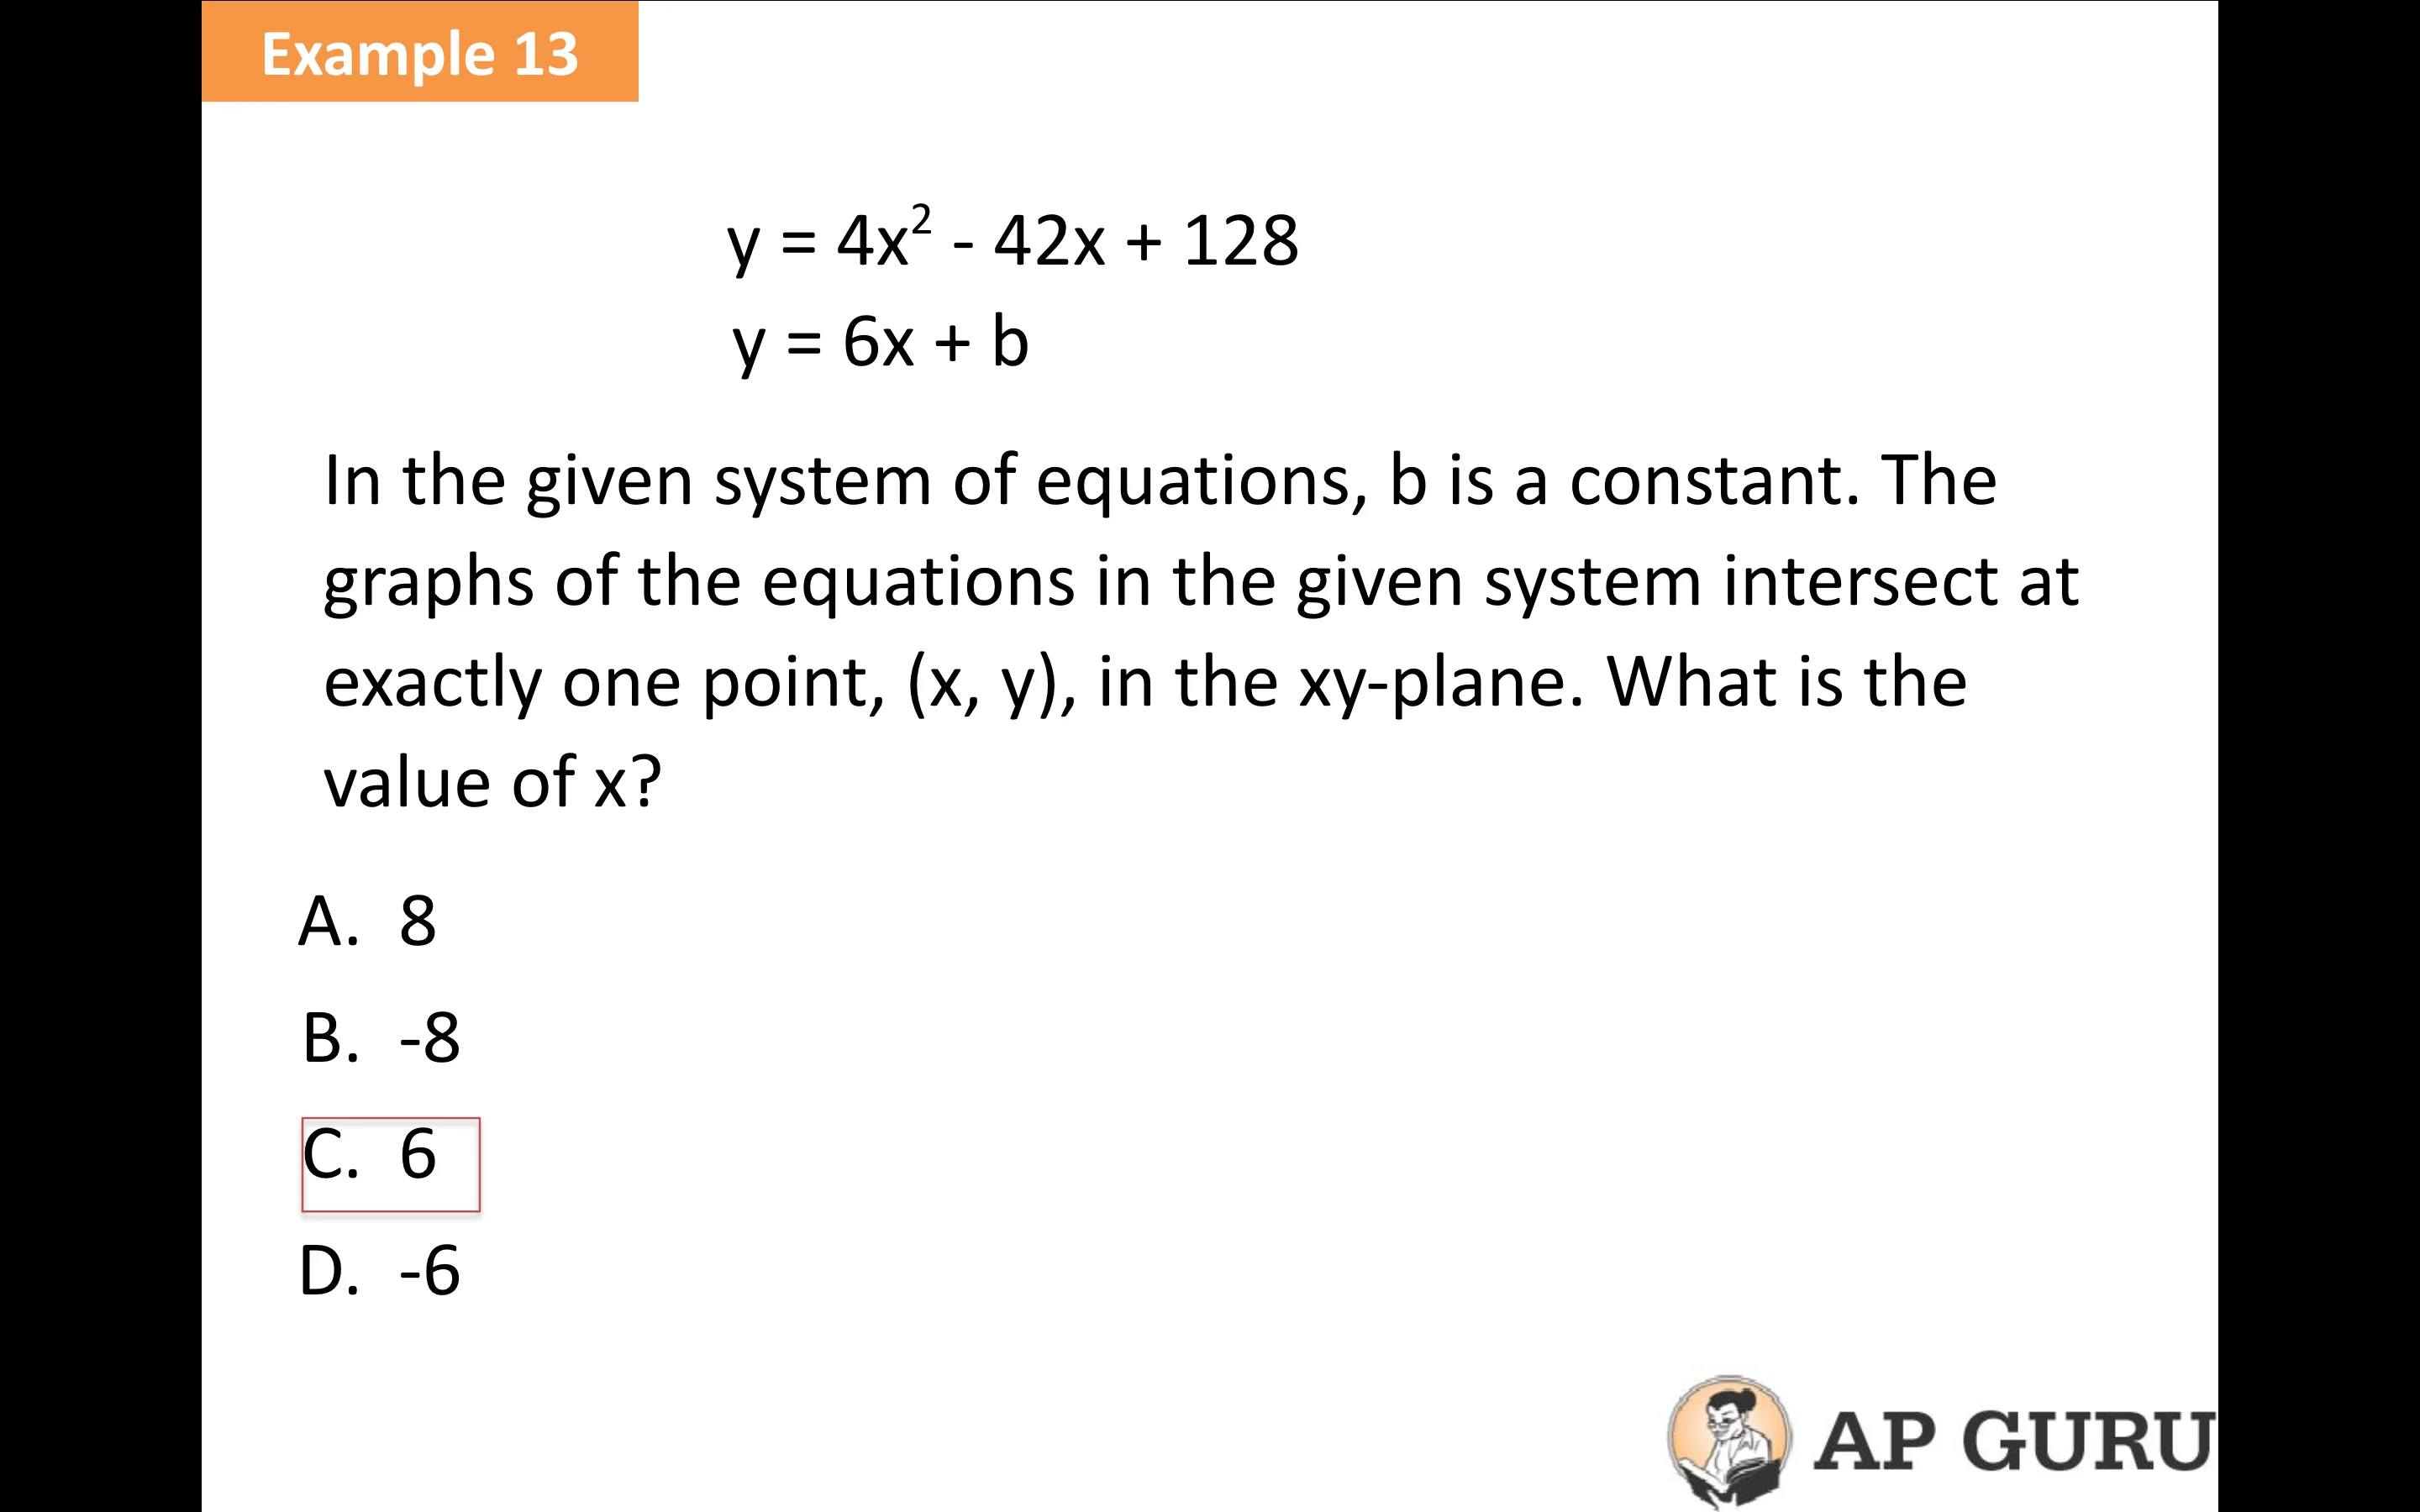 Example 13
y = 4x² - 42x + 128
y = 6x + b
In the given system of equations, b is a constant. The
graphs of the equations in the given system intersect at
exactly one point, (x, y), in the xy-plane. What is the
value of x?
A. 8
B. -8
C. 6
D. -6
AP GURU